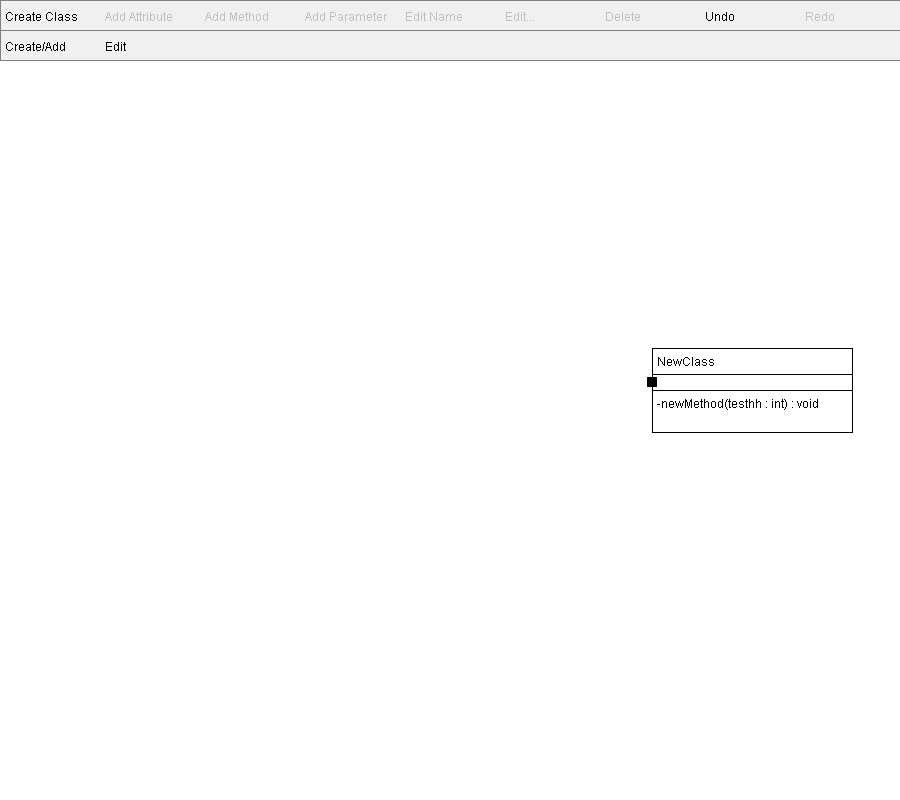 Create Class Add Attribute Add Method Add Parameter Edit Name Edit... Delete Undo Redo
Create/Add Edit
NewClass
-newMethod(testhh : int) : void